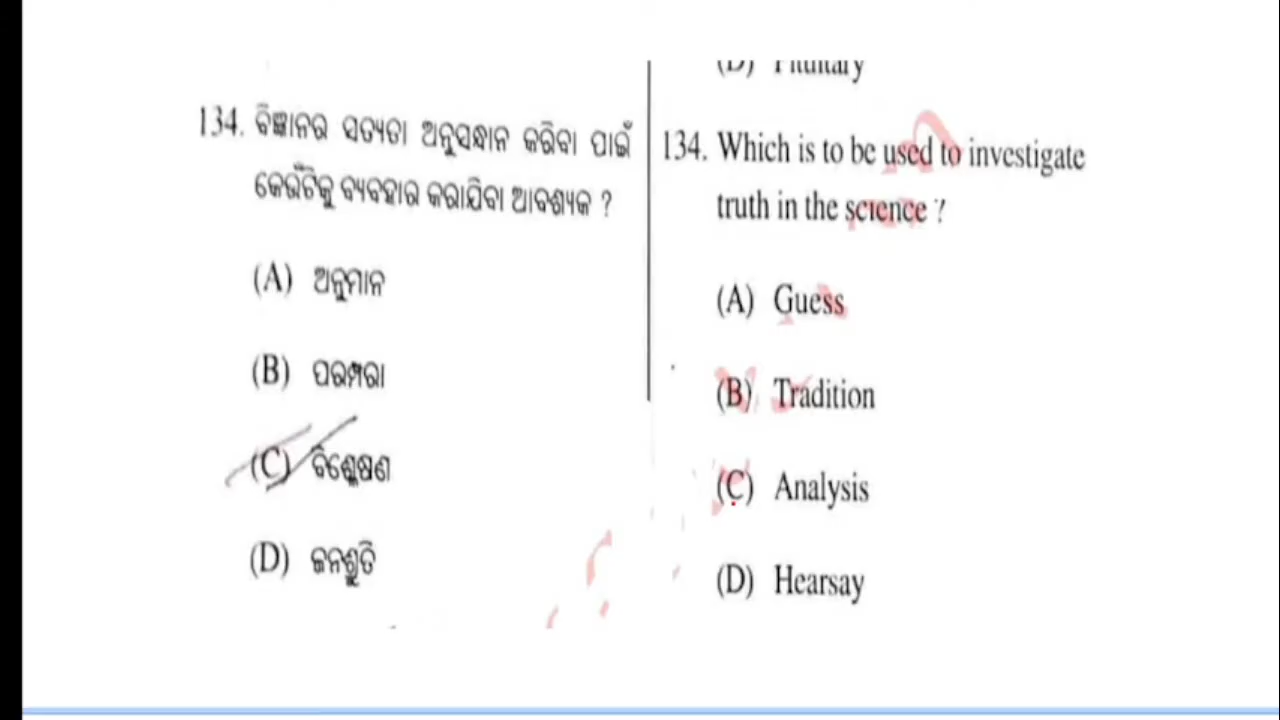 134. ବିଜ୍ଞାନର ସତ୍ୟତା ଅନୁସନ୍ଧାନ କରିବା ପାଇଁ
କେଉଁଟିକୁ ବ୍ୟବହାର କରାଯିବା ଆବଶ୍ୟକ ?
(A) ଅନୁମାନ
(B) ପରମ୍ପରା
(C) ବିଶ୍ଳେଷଣ
(D) ଜନଶ୍ରୁତି
(D) Pituitary
134. Which is to be used to investigate
truth in the science ?
(A) Guess
(B) Tradition
(C) Analysis
(D) Hearsay